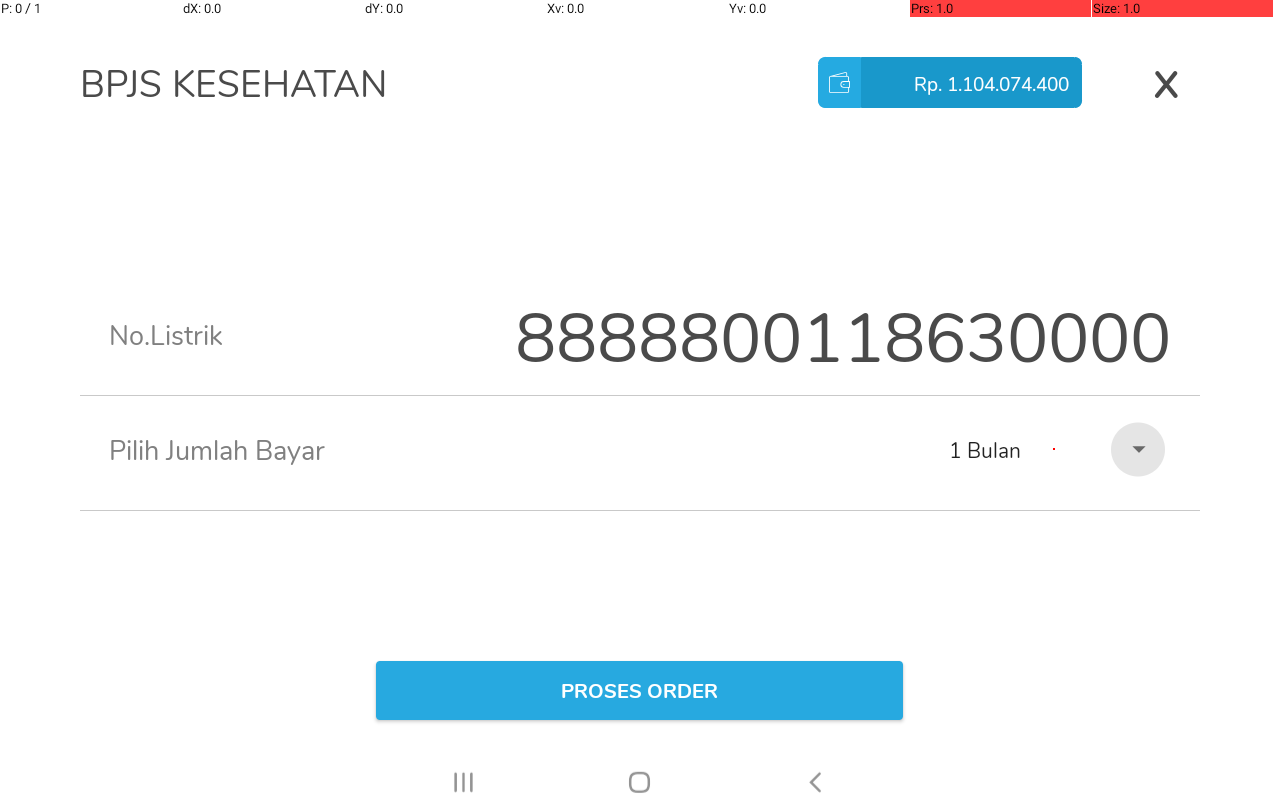 P: 0 / 1 dX: 0.0 dY: 0.0 Xv: 0.0 Yv: 0.0 Prs: 1.0 Size: 1.0
BPJS KESEHATAN Rp. 1.104.074.400 X
No.Listrik 8888800118630000
Pilih Jumlah Bayar 1 Bulan
PROSES ORDER